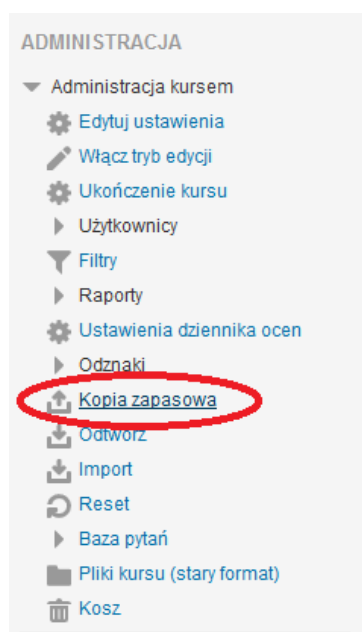 ADMINISTRACJA
Administracja kursem
Edytuj ustawienia
Włącz tryb edycji
Ukończenie kursu
Użytkownicy
Filtry
Raporty
Ustawienia dziennika ocen
Odznaki
Kopia zapasowa
Odtwórz
Import
Reset
Baza pytań
Pliki kursu (stary format)
Kosz